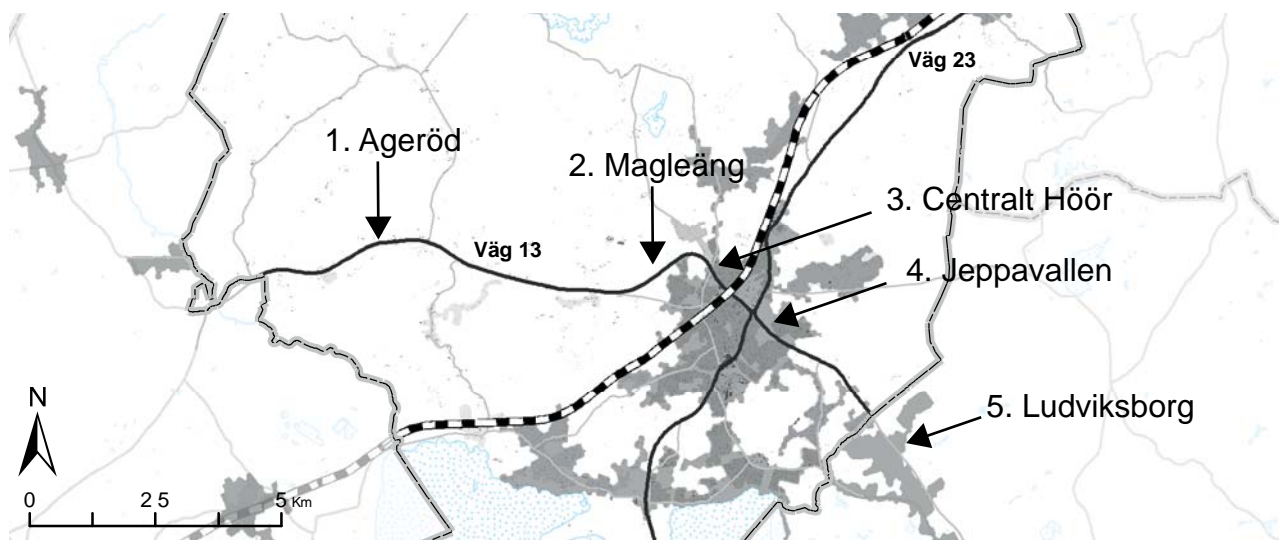 Väg 23
1. Ageröd
2. Magleäng
3. Centralt Höör
Väg 13
4. Jeppavallen
5. Ludviksborg
N
0 2 5 5 Km